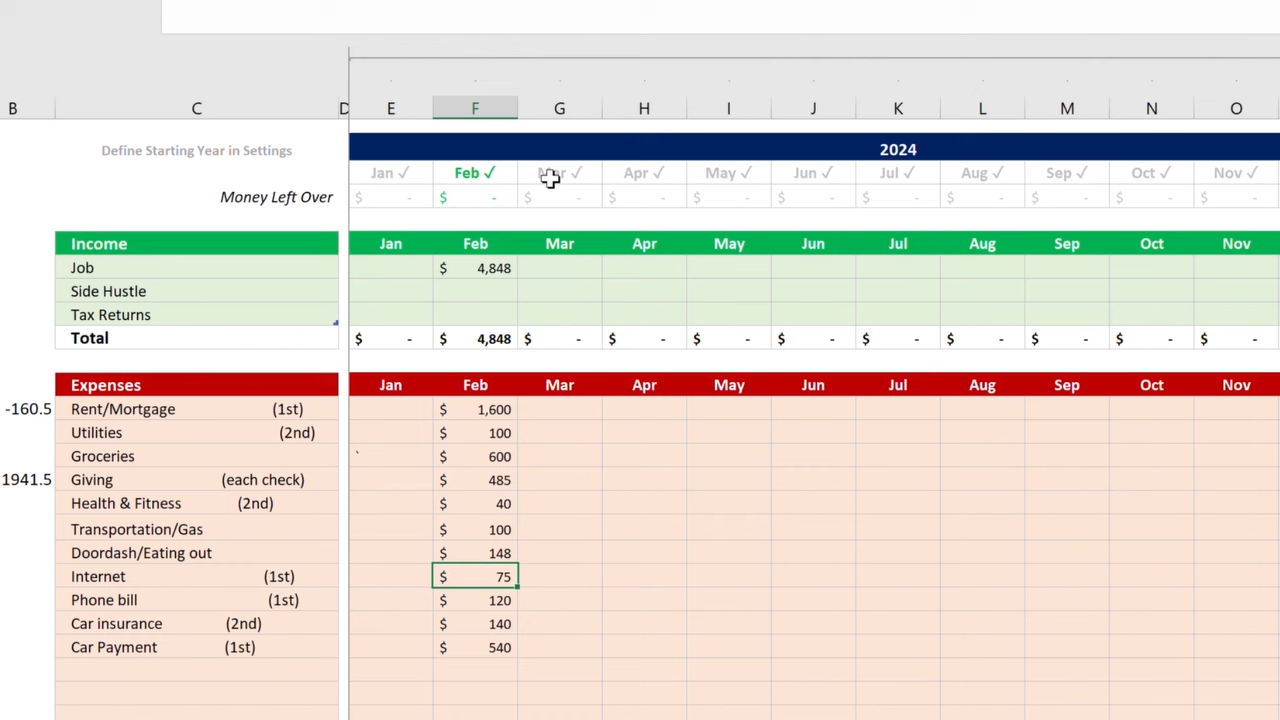 B C D E F G H I J K L M N O
Define Starting Year in Settings 2024
Jan ✓ Feb ✓ ✓ Apr ✓ May ✓ Jun ✓ Jul ✓ Aug ✓ Sep ✓ Oct ✓ Nov ✓
Money Left Over $ - $ - $ - $ - $ - $ - $ - $ - $ - $ - $ -
Income Jan Feb Mar Apr May Jun Jul Aug Sep Oct Nov
Job $ 4,848
Side Hustle
Tax Returns
Total $ - $ 4,848 $ - $ - $ - $ - $ - $ - $ - $ - $ -
Expenses Jan Feb Mar Apr May Jun Jul Aug Sep Oct Nov
-160.5 Rent/Mortgage (1st) $ 1,600
Utilities (2nd) $ 100
Groceries ` $ 600
1941.5 Giving (each check) $ 485
Health & Fitness (2nd) $ 40
Transportation/Gas $ 100
Doordash/Eating out $ 148
Internet (1st) $ 75
Phone bill (1st) $ 120
Car insurance (2nd) $ 140
Car Payment (1st) $ 540